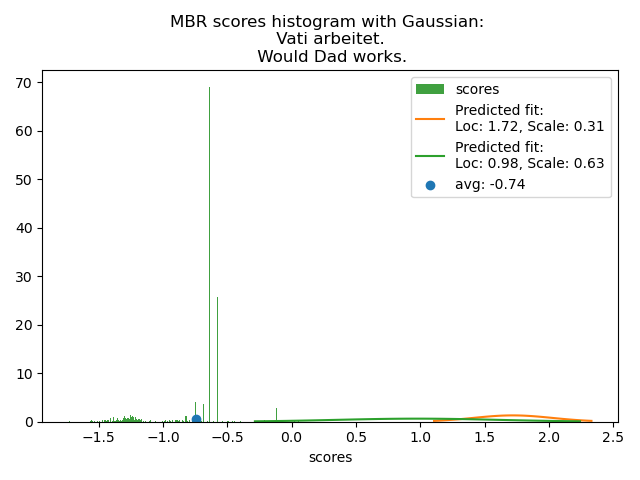 MBR scores histogram with Gaussian:
Vati arbeitet.
Would Dad works.
70
60
50
40
30
20
10
0
scores
Predicted fit:
Loc: 1.72, Scale: 0.31
Predicted fit:
Loc: 0.98, Scale: 0.63
avg: -0.74
−1.5 −1.0 −0.5 0.0 0.5 1.0 1.5 2.0 2.5
scores